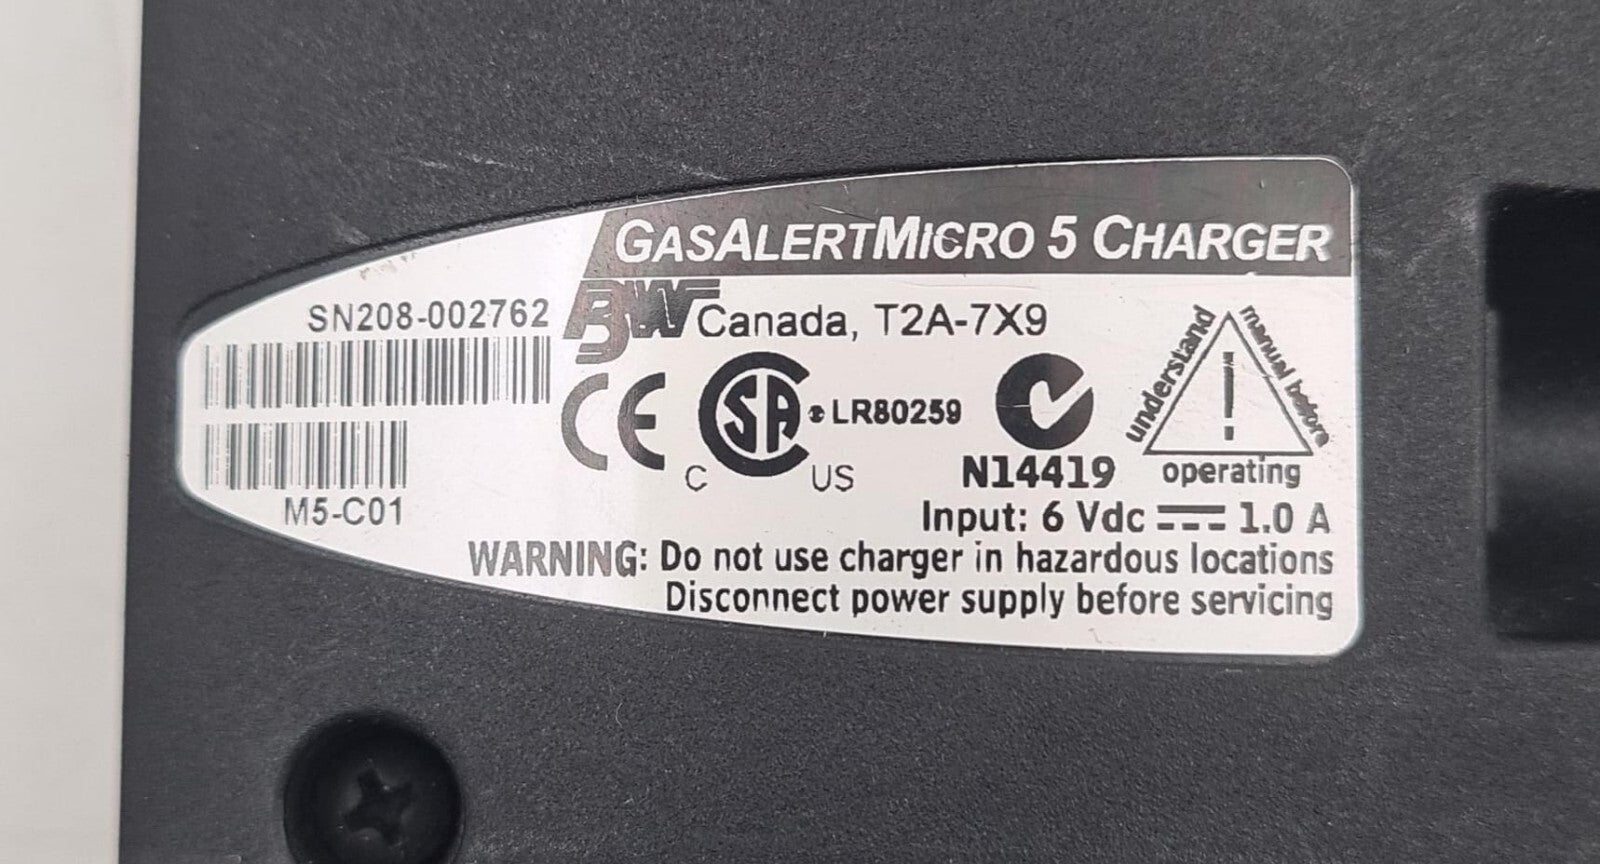 GASALERTMICRO 5 CHARGER
SN208-002762
BW Canada, T2A-7X9
CE
C SA US
® LR80259
N14419
understand manual before operating
M5-C01
Input: 6 Vdc ⎓ 1.0 A
WARNING: Do not use charger in hazardous locations
Disconnect power supply before servicing